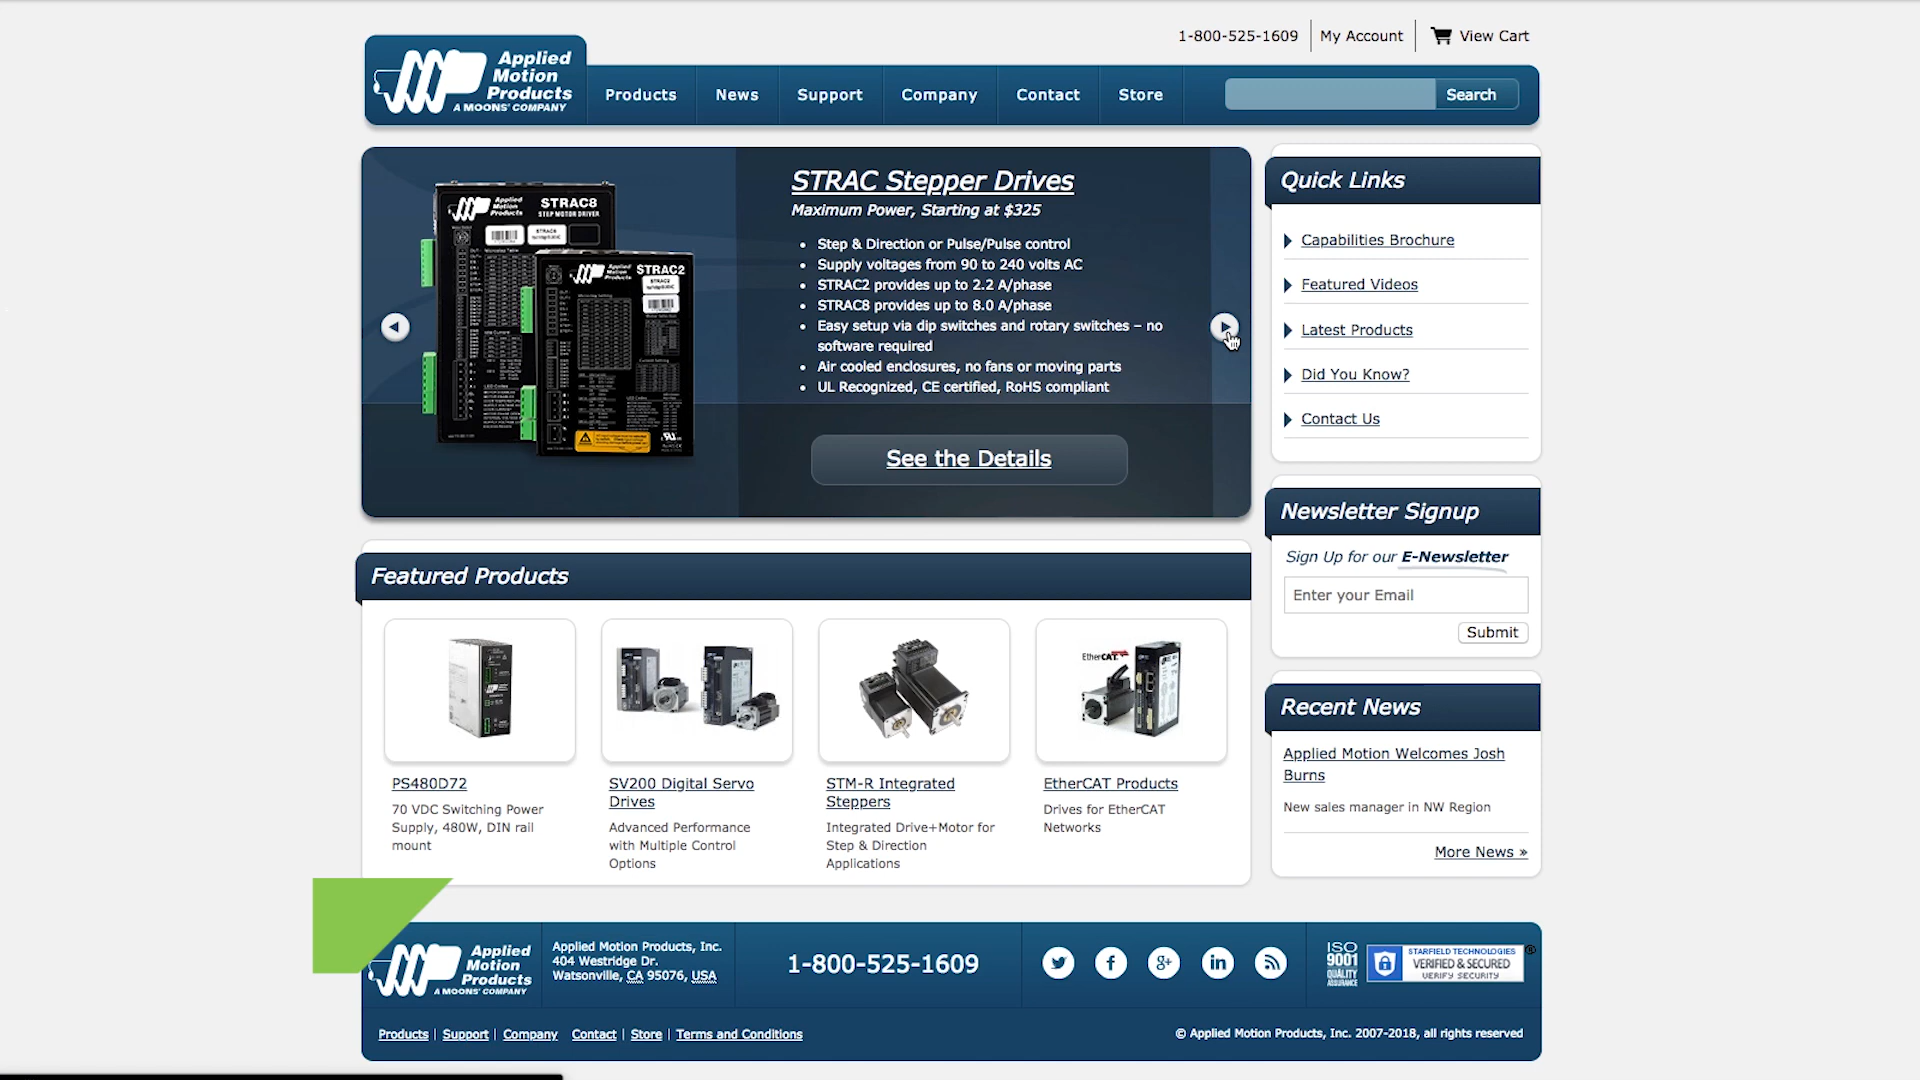 1-800-525-1609 My Account View Cart
Applied
Motion
Products
A MOONS' COMPANY
Products News Support Company Contact Store Search
STRAC Stepper Drives
Maximum Power, Starting at $325
• Step & Direction or Pulse/Pulse control
• Supply voltages from 90 to 240 volts AC
• STRAC2 provides up to 2.2 A/phase
• STRAC8 provides up to 8.0 A/phase
• Easy setup via dip switches and rotary switches – no
software required
• Air cooled enclosures, no fans or moving parts
• UL Recognized, CE certified, RoHS compliant
See the Details
Applied
Motion
Products
STRAC8
STEP MOTOR DRIVER
Applied
Motion
Products
STRAC2
Quick Links
Capabilities Brochure
Featured Videos
Latest Products
Did You Know?
Contact Us
Newsletter Signup
Sign Up for our E-Newsletter
Enter your Email
Submit
Recent News
Applied Motion Welcomes Josh
Burns
New sales manager in NW Region
More News »
Featured Products
PS480D72
70 VDC Switching Power
Supply, 480W, DIN rail
mount
SV200 Digital Servo
Drives
Advanced Performance
with Multiple Control
Options
STM-R Integrated
Steppers
Integrated Drive+Motor for
Step & Direction
Applications
EtherCAT
EtherCAT Products
Drives for EtherCAT
Networks
Applied
Motion
Products
A MOONS' COMPANY
Applied Motion Products, Inc.
404 Westridge Dr.
Watsonville, CA 95076, USA
1-800-525-1609
ISO
9001
QUALITY
ASSURANCE
STARFIELD TECHNOLOGIES
VERIFIED & SECURED
VERIFY SECURITY
Products | Support | Company Contact | Store | Terms and Conditions
© Applied Motion Products, Inc. 2007-2018, all rights reserved